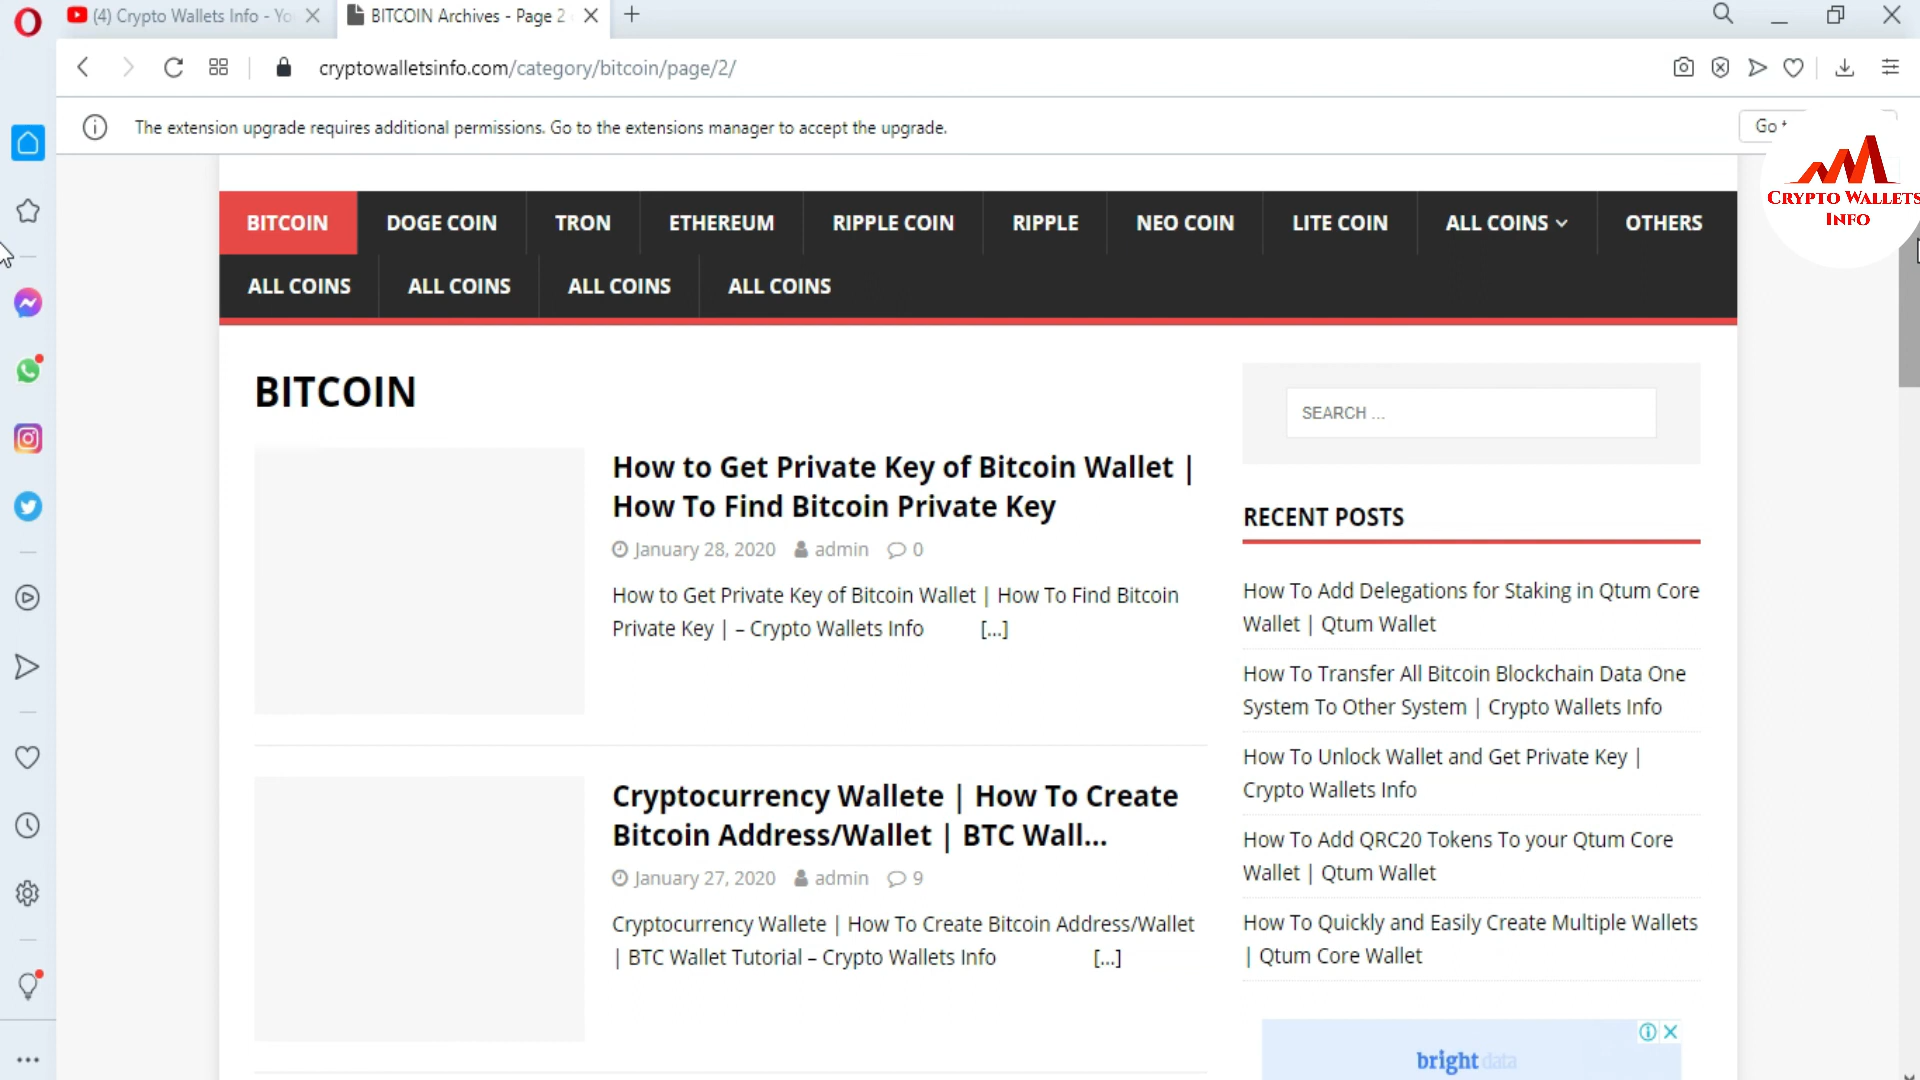 (4) Crypto Wallets Info - Yo
BITCOIN Archives - Page 2
cryptowalletsinfo.com/category/bitcoin/page/2/
The extension upgrade requires additional permissions. Go to the extensions manager to accept the upgrade.
Go
CRYPTO WALLETS
INFO
BITCOIN
DOGE COIN
TRON
ETHEREUM
RIPPLE COIN
RIPPLE
NEO COIN
LITE COIN
ALL COINS
OTHERS
ALL COINS
ALL COINS
ALL COINS
ALL COINS
BITCOIN
How to Get Private Key of Bitcoin Wallet |
How To Find Bitcoin Private Key
January 28, 2020 admin 0
How to Get Private Key of Bitcoin Wallet | How To Find Bitcoin
Private Key | – Crypto Wallets Info [...]
Cryptocurrency Wallete | How To Create
Bitcoin Address/Wallet | BTC Wall...
January 27, 2020 admin 9
Cryptocurrency Wallete | How To Create Bitcoin Address/Wallet
| BTC Wallet Tutorial – Crypto Wallets Info [...]
SEARCH ...
RECENT POSTS
How To Add Delegations for Staking in Qtum Core
Wallet | Qtum Wallet
How To Transfer All Bitcoin Blockchain Data One
System To Other System | Crypto Wallets Info
How To Unlock Wallet and Get Private Key |
Crypto Wallets Info
How To Add QRC20 Tokens To your Qtum Core
Wallet | Qtum Wallet
How To Quickly and Easily Create Multiple Wallets
| Qtum Core Wallet
bright data